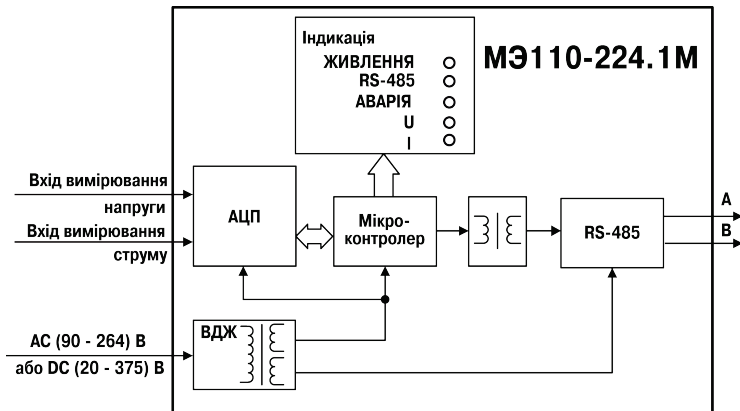 Індикація
ЖИВЛЕННЯ
RS-485
АВАРІЯ
U
I
МЭ110-224.1М
Вхід вимірювання
напруги
Вхід вимірювання
струму
АЦП
Мікро-
контролер
RS-485
A
B
ВДЖ
AC (90 - 264) В
або DC (20 - 375) В